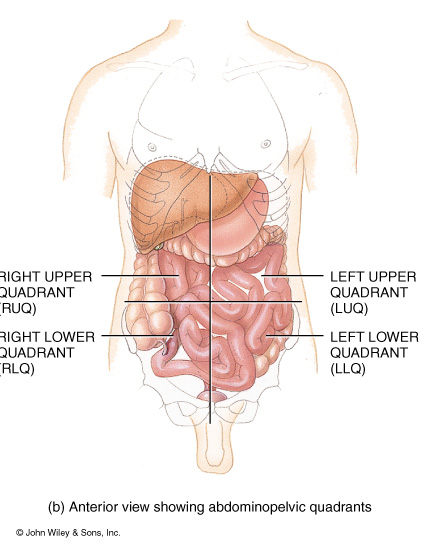 RIGHT UPPER
QUADRANT
(RUQ)
LEFT UPPER
QUADRANT
(LUQ)
RIGHT LOWER
QUADRANT
(RLQ)
LEFT LOWER
QUADRANT
(LLQ)
(b) Anterior view showing abdominopelvic quadrants
© John Wiley & Sons, Inc.